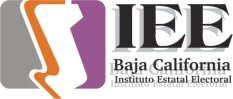 IEE
Baja California
Instituto Estatal Electoral